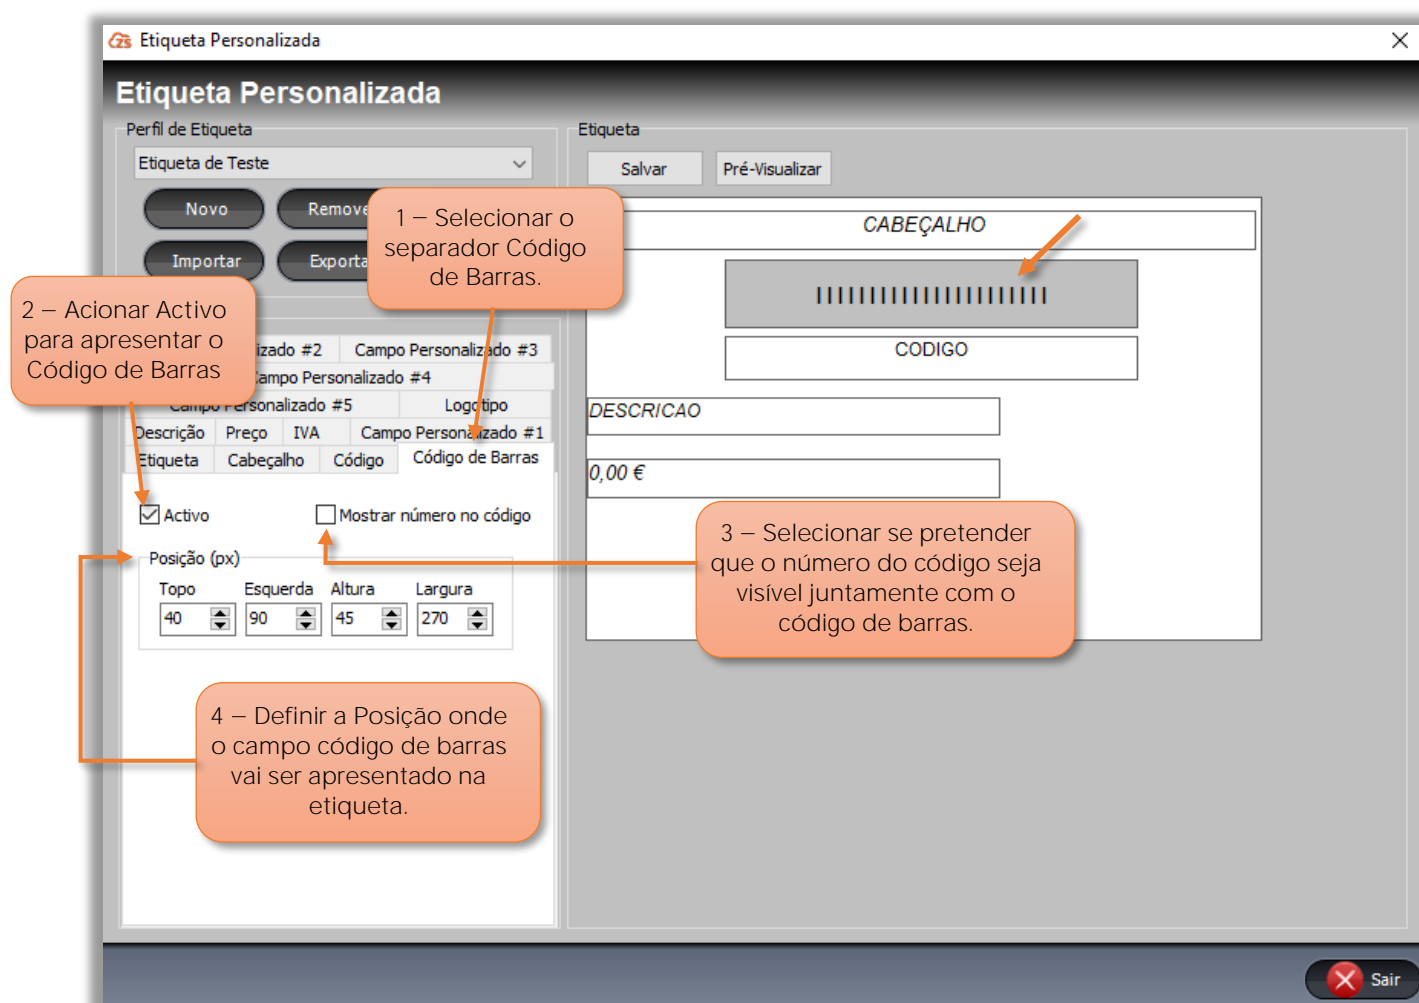 Etiqueta Personalizada
Etiqueta Personalizada
Perfil de Etiqueta
Etiqueta de Teste
Novo
Importar
1 – Selecionar o
separador Código
de Barras.
2 – Acionar Activo
para apresentar o
Código de Barras
#2
Campo Personalizado #3
Campo Personalizado #4
Campo Personalizado #5
Logotipo
Descrição
Preço
IVA
Campo Personalizado #1
Etiqueta
Cabeçalho
Código
Código de Barras
Activo
Mostrar número no código
Posição (px)
Topo
Esquerda
Altura
Largura
40
90
45
270
4 – Definir a Posição onde
o campo código de barras
vai ser apresentado na
etiqueta.
Etiqueta
Salvar
Pré-Visualizar
CABEÇALHO
CODIGO
DESCRICAO
0,00 €
3 – Selecionar se pretender
que o número do código seja
visível juntamente com o
código de barras.
Sair